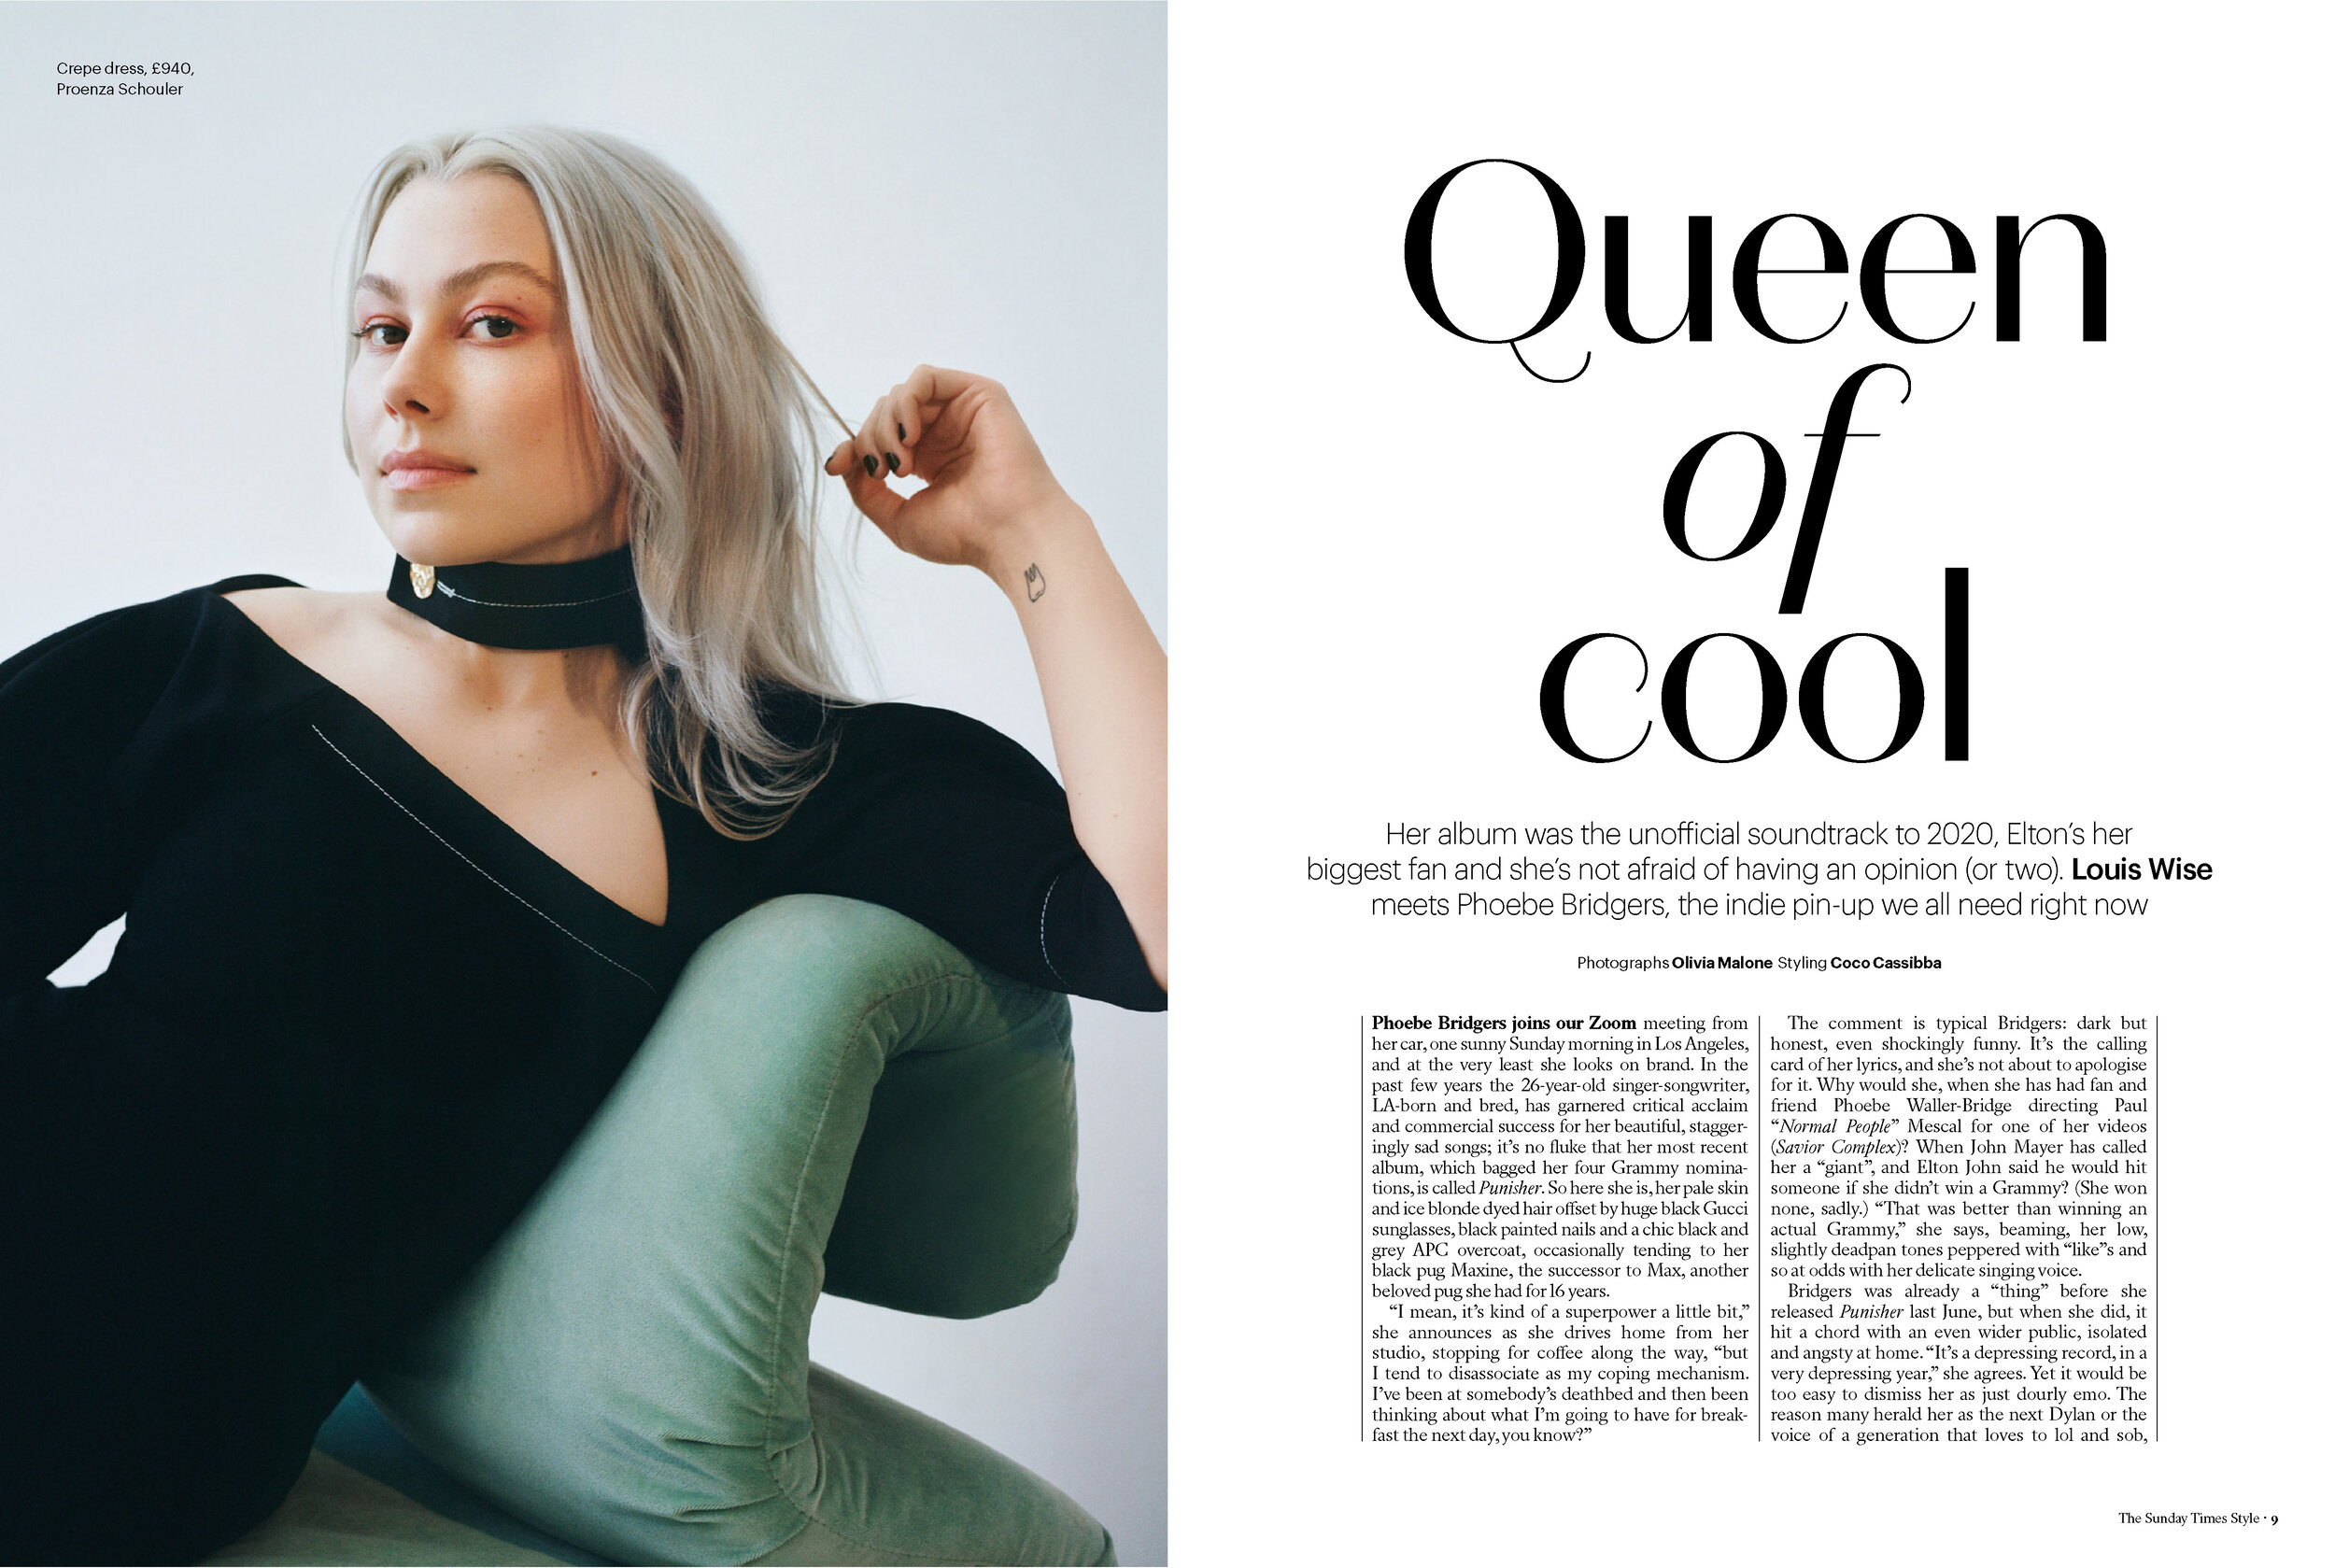 Crepe dress, £940,
Proenza Schouler
Queen
of
cool
Her album was the unofficial soundtrack to 2020, Elton’s her
biggest fan and she’s not afraid of having an opinion (or two). Louis Wise
meets Phoebe Bridgers, the indie pin-up we all need right now
Photographs Olivia Malone Styling Coco Cassibba
Phoebe Bridgers joins our Zoom meeting from
her car, one sunny Sunday morning in Los Angeles,
and at the very least she looks on brand. In the
past few years the 26-year-old singer-songwriter,
LA-born and bred, has garnered critical acclaim
and commercial success for her beautiful, stagger-
ingly sad songs; it’s no fluke that her most recent
album, which bagged her four Grammy nomina-
tions, is called Punisher. So here she is, her pale skin
and ice blonde dyed hair offset by huge black Gucci
sunglasses, black painted nails and a chic black and
grey APC overcoat, occasionally tending to her
black pug Maxine, the successor to Max, another
beloved pug she had for 16 years.
“I mean, it’s kind of a superpower a little bit,”
she announces as she drives home from her
studio, stopping for coffee along the way, “but
I tend to disassociate as my coping mechanism.
I’ve been at somebody’s deathbed and then been
thinking about what I’m going to have for break-
fast the next day, you know?”
The comment is typical Bridgers: dark but
honest, even shockingly funny. It’s the calling
card of her lyrics, and she’s not about to apologise
for it. Why would she, when she has had fan and
friend Phoebe Waller-Bridge directing Paul
“Normal People” Mescal for one of her videos
(Savior Complex)? When John Mayer has called
her a “giant”, and Elton John said he would hit
someone if she didn’t win a Grammy? (She won
none, sadly.) “That was better than winning an
actual Grammy,” she says, beaming, her low,
slightly deadpan tones peppered with “like”s and
so at odds with her delicate singing voice.
Bridgers was already a “thing” before she
released Punisher last June, but when she did, it
hit a chord with an even wider public, isolated
and angsty at home. “It’s a depressing record, in a
very depressing year,” she agrees. Yet it would be
too easy to dismiss her as just dourly emo. The
reason many herald her as the next Dylan or the
voice of a generation that loves to lol and sob,
The Sunday Times Style · 9